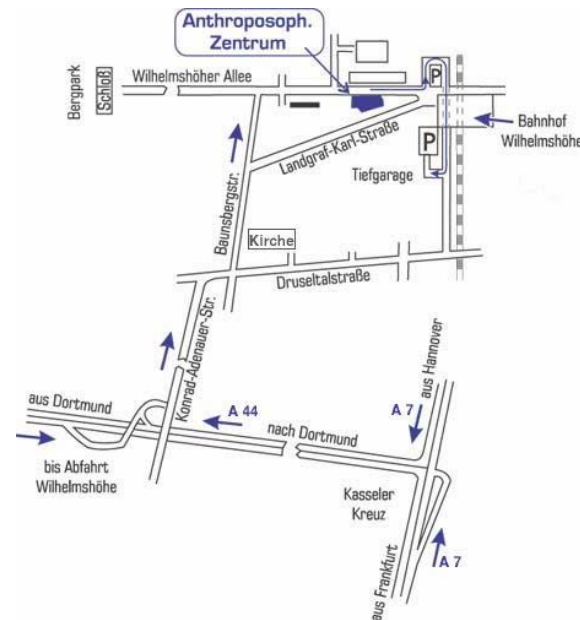 Anthroposoph.
Zentrum
Wilhelmshöher Allee
Bergpark
Schloß
P
P
Bahnhof
Wilhelmshöhe
Landgraf-Karl-Straße
Tiefgarage
Baunsbergstr.
Kirche
Druseltalstraße
Konrad-Adenauer-Str.
aus Hannover
aus Dortmund
A 44
A 7
nach Dortmund
bis Abfahrt
Wilhelmshöhe
Kasseler
Kreuz
A 7
aus Frankfurt